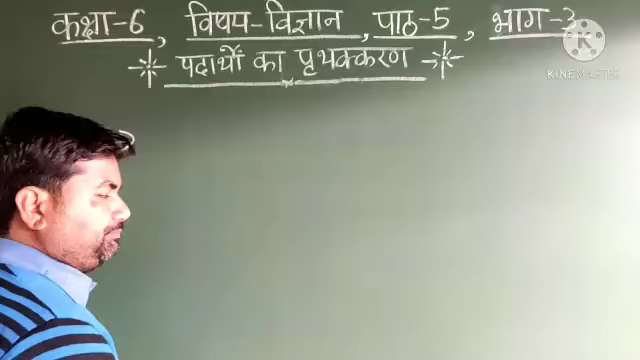 कक्षा-6, विषय-विज्ञान, पाठ-5, भाग-3
पदार्थो का पृथक्करण
KINEMASTER